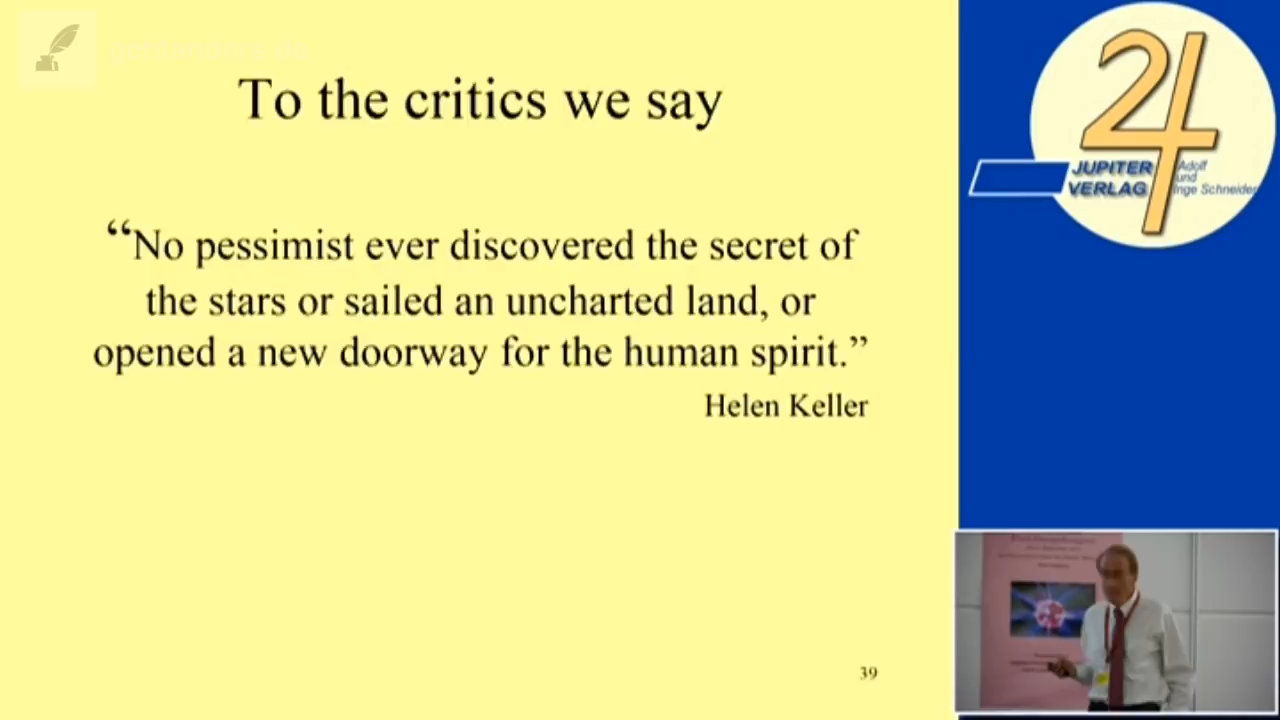 To the critics we say
“No pessimist ever discovered the secret of
the stars or sailed an uncharted land, or
opened a new doorway for the human spirit.”
Helen Keller
39
JUPITER
VERLAG
Adolf
und
Inge Schneider